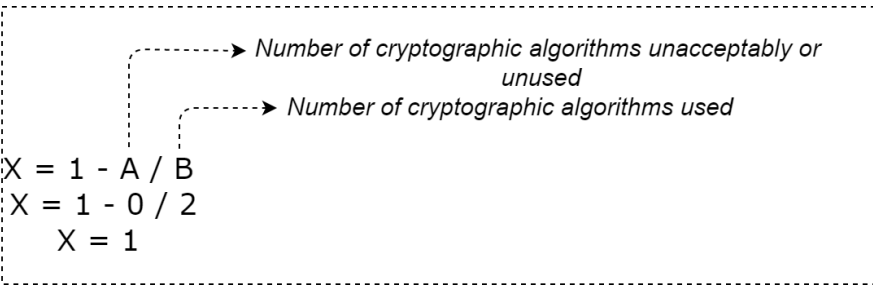 Number of cryptographic algorithms unacceptably or
unused
Number of cryptographic algorithms used
X = 1 - A / B
X = 1 - 0 / 2
X = 1